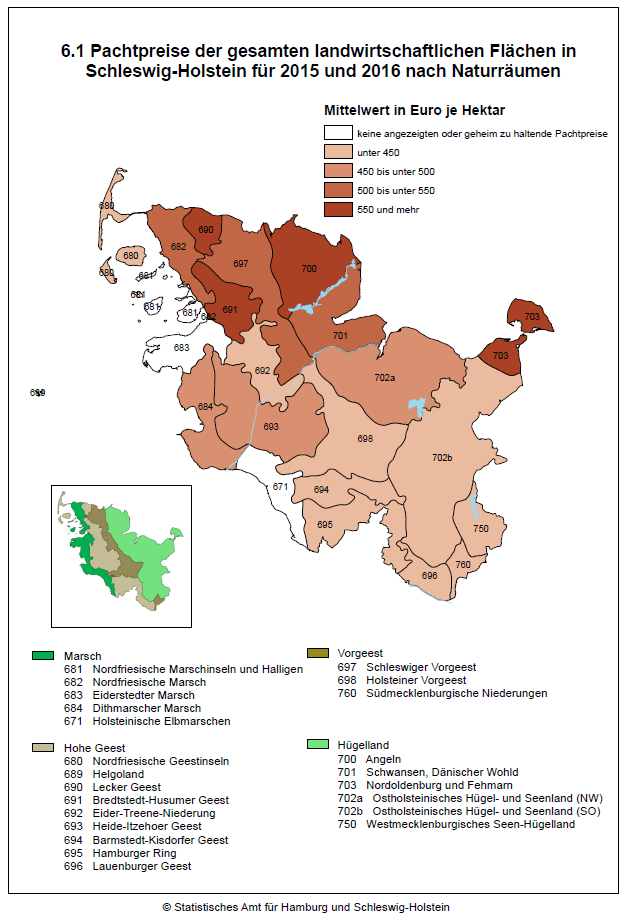 6.1 Pachtpreise der gesamten landwirtschaftlichen Flächen in
Schleswig-Holstein für 2015 und 2016 nach Naturräumen
Mittelwert in Euro je Hektar
keine angezeigten oder geheim zu haltende Pachtpreise
unter 450
450 bis unter 500
500 bis unter 550
550 und mehr
680
690
682
697
680
700
680
681
681
681
681
682
691
703
701
683
703
692
702a
689
684
693
698
702b
671
694
695
750
760
696
Marsch
681 Nordfriesische Marschinseln und Halligen
682 Nordfriesische Marsch
683 Eiderstedter Marsch
684 Dithmarscher Marsch
671 Holsteinische Elbmarschen
Vorgeest
697 Schleswiger Vorgeest
698 Holsteiner Vorgeest
760 Südmecklenburgische Niederungen
Hohe Geest
680 Nordfriesische Geestinseln
689 Helgoland
690 Lecker Geest
691 Bredtstedt-Husumer Geest
692 Eider-Treene-Niederung
693 Heide-Itzehoer Geest
694 Barmstedt-Kisdorfer Geest
695 Hamburger Ring
696 Lauenburger Geest
Hügelland
700 Angeln
701 Schwansen, Dänischer Wohld
703 Nordoldenburg und Fehmarn
702a Ostholsteinisches Hügel- und Seenland (NW)
702b Ostholsteinisches Hügel- und Seenland (SO)
750 Westmecklenburgisches Seen-Hügelland
© Statistisches Amt für Hamburg und Schleswig-Holstein